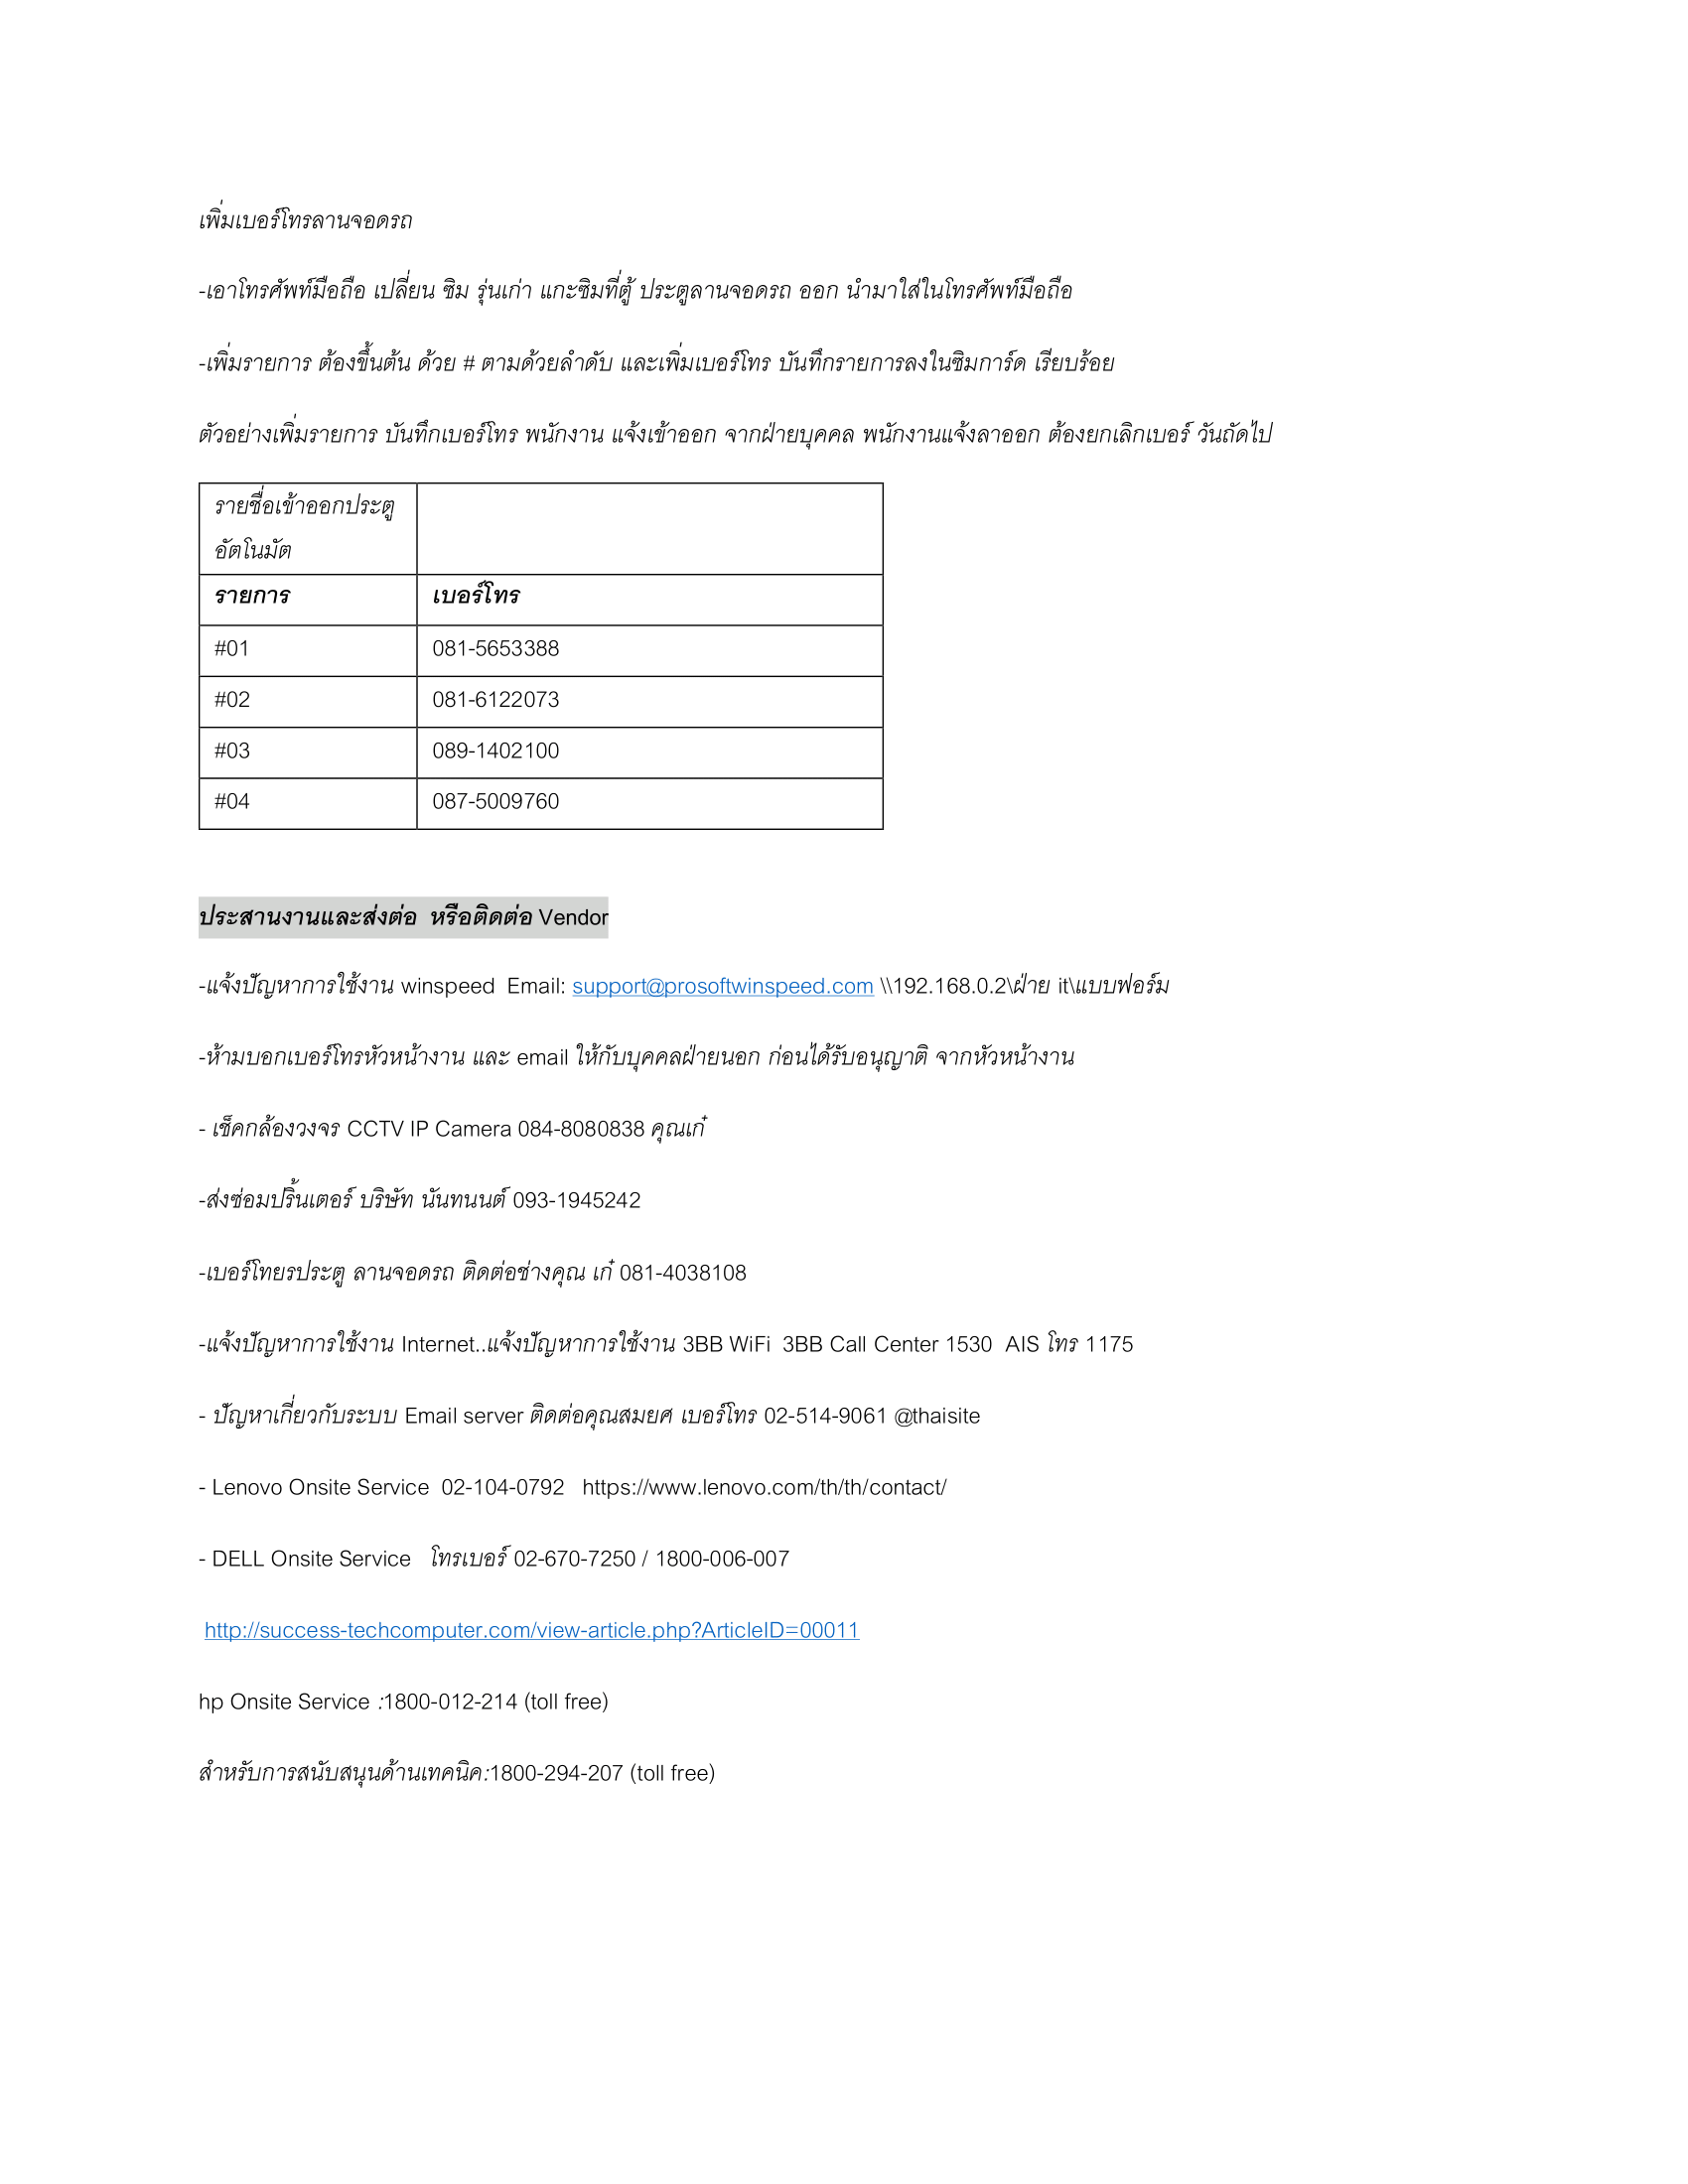 เพิ่มเบอร์โทรลานจอดรถ
-เอาโทรศัพท์มือถือ เปลี่ยน ซิม รุ่นเก่า แกะซิมที่ตู้ ประตูลานจอดรถ ออก นำมาใส่ในโทรศัพท์มือถือ
-เพิ่มรายการ ต้องขึ้นต้น ด้วย # ตามด้วยลำดับ และเพิ่มเบอร์โทร บันทึกรายการลงในซิมการ์ด เรียบร้อย
ตัวอย่างเพิ่มรายการ บันทึกเบอร์โทร พนักงาน แจ้งเข้าออก จากฝ่ายบุคคล พนักงานแจ้งลาออก ต้องยกเลิกเบอร์ วันถัดไป
รายชื่อเข้าออกประตู
อัตโนมัต
รายการ เบอร์โทร
#01 081-5653388
#02 081-6122073
#03 089-1402100
#04 087-5009760
ประสานงานและส่งต่อ หรือติดต่อ Vendor
-แจ้งปัญหาการใช้งาน winspeed Email: support@prosoftwinspeed.com \\192.168.0.2\ฝ่าย it\แบบฟอร์ม
-ห้ามบอกเบอร์โทรหัวหน้างาน และ email ให้กับบุคคลฝ่ายนอก ก่อนได้รับอนุญาติ จากหัวหน้างาน
- เช็คกล้องวงจร CCTV IP Camera 084-8080838 คุณเก๋
-ส่งซ่อมปริ้นเตอร์ บริษัท นันทนนต์ 093-1945242
-เบอร์โทยรประตู ลานจอดรถ ติดต่อช่างคุณ เก๋ 081-4038108
-แจ้งปัญหาการใช้งาน Internet..แจ้งปัญหาการใช้งาน 3BB WiFi 3BB Call Center 1530 AIS โทร 1175
- ปัญหาเกี่ยวกับระบบ Email server ติดต่อคุณสมยศ เบอร์โทร 02-514-9061 @thaisite
- Lenovo Onsite Service 02-104-0792 https://www.lenovo.com/th/th/contact/
- DELL Onsite Service โทรเบอร์ 02-670-7250 / 1800-006-007
http://success-techcomputer.com/view-article.php?ArticleID=00011
hp Onsite Service :1800-012-214 (toll free)
สำหรับการสนับสนุนด้านเทคนิค:1800-294-207 (toll free)